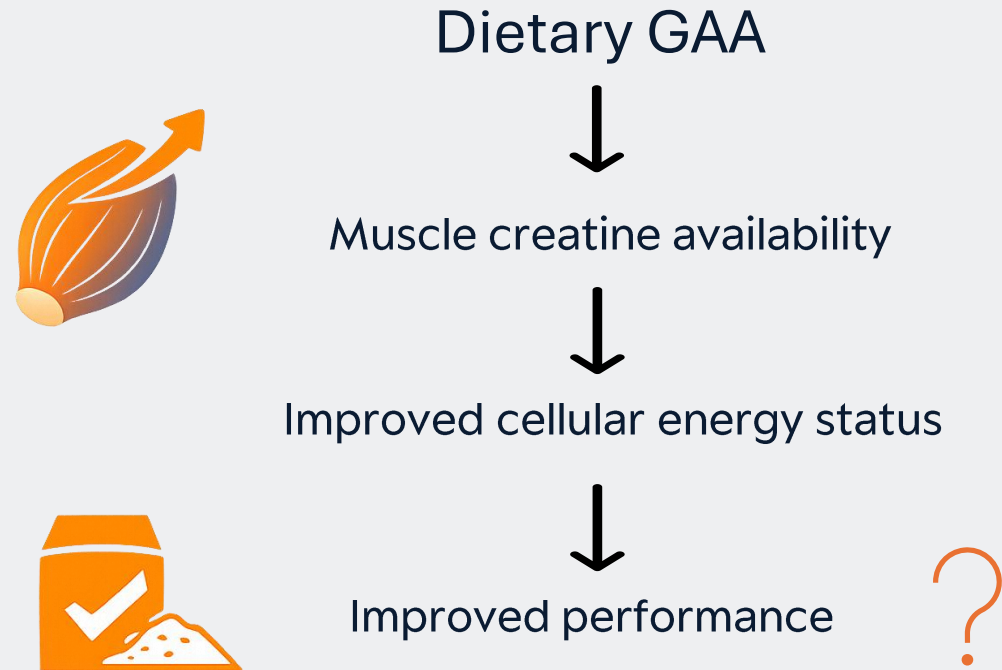 Dietary GAA
Muscle creatine availability
Improved cellular energy status
Improved performance
?